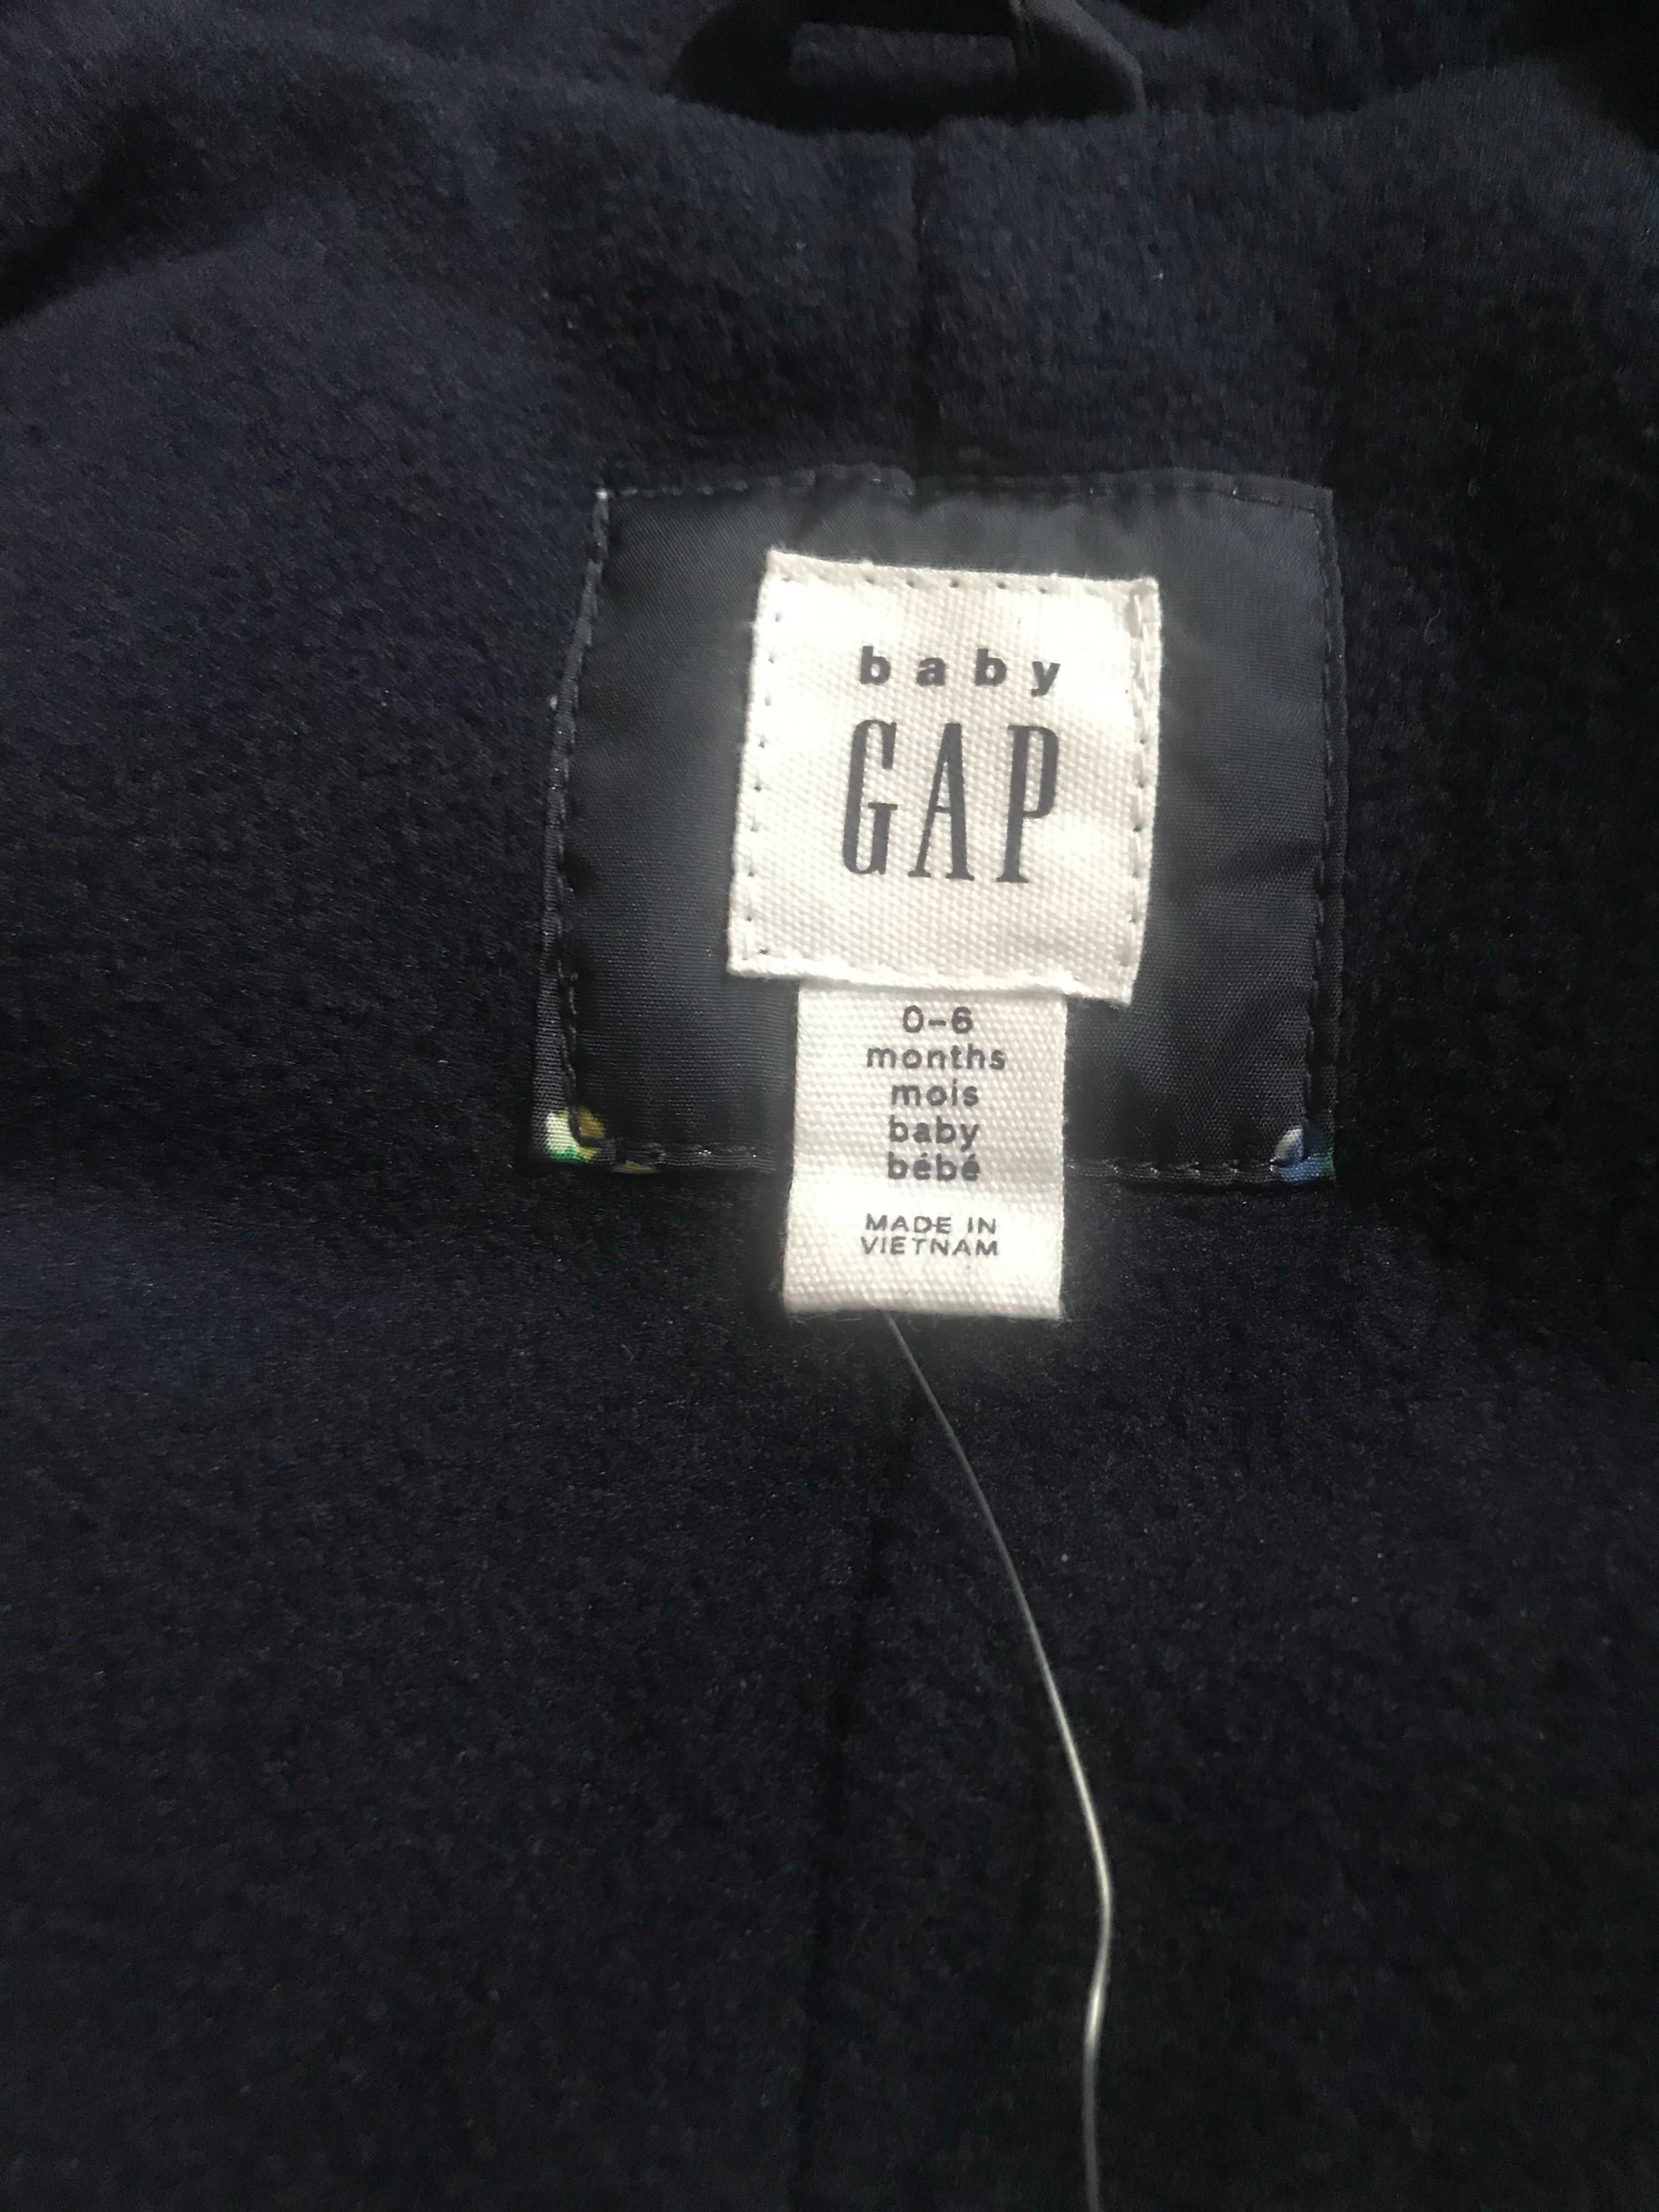 baby
GAP
0-6
months
mois
baby
bébé
MADE IN
VIETNAM